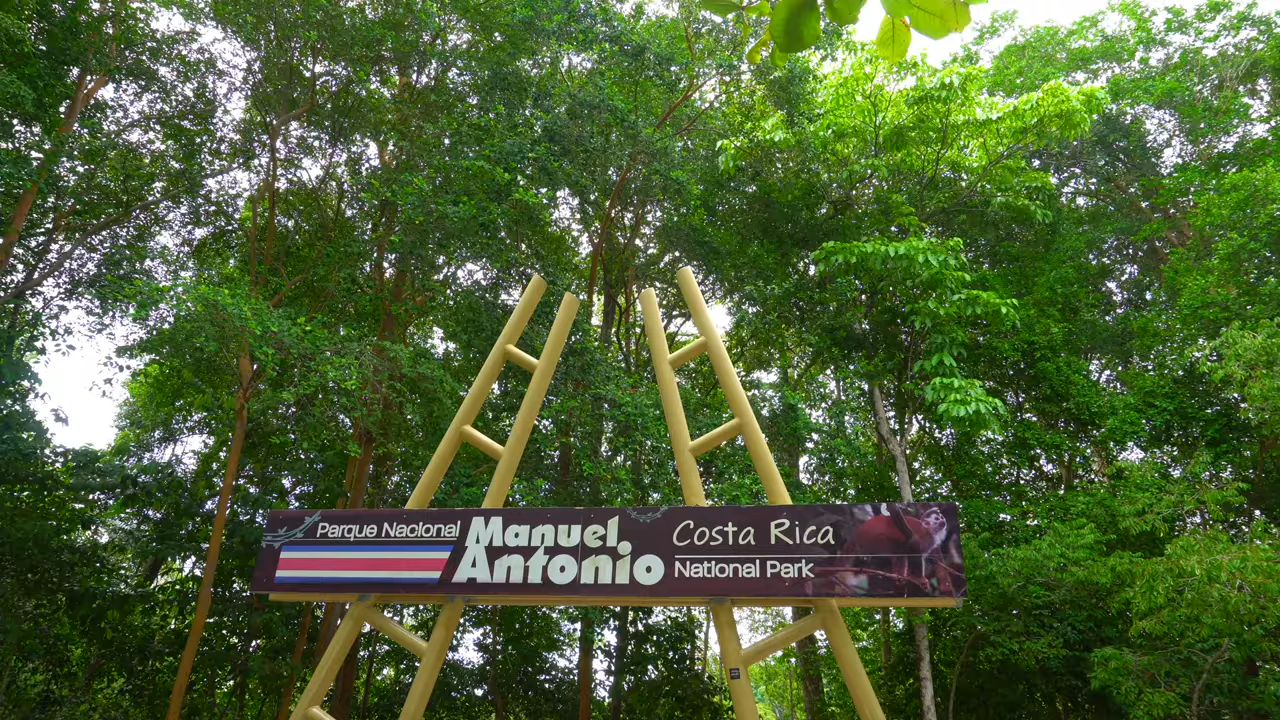 Parque Nacional
Manuel
Antonio
Costa Rica
National Park